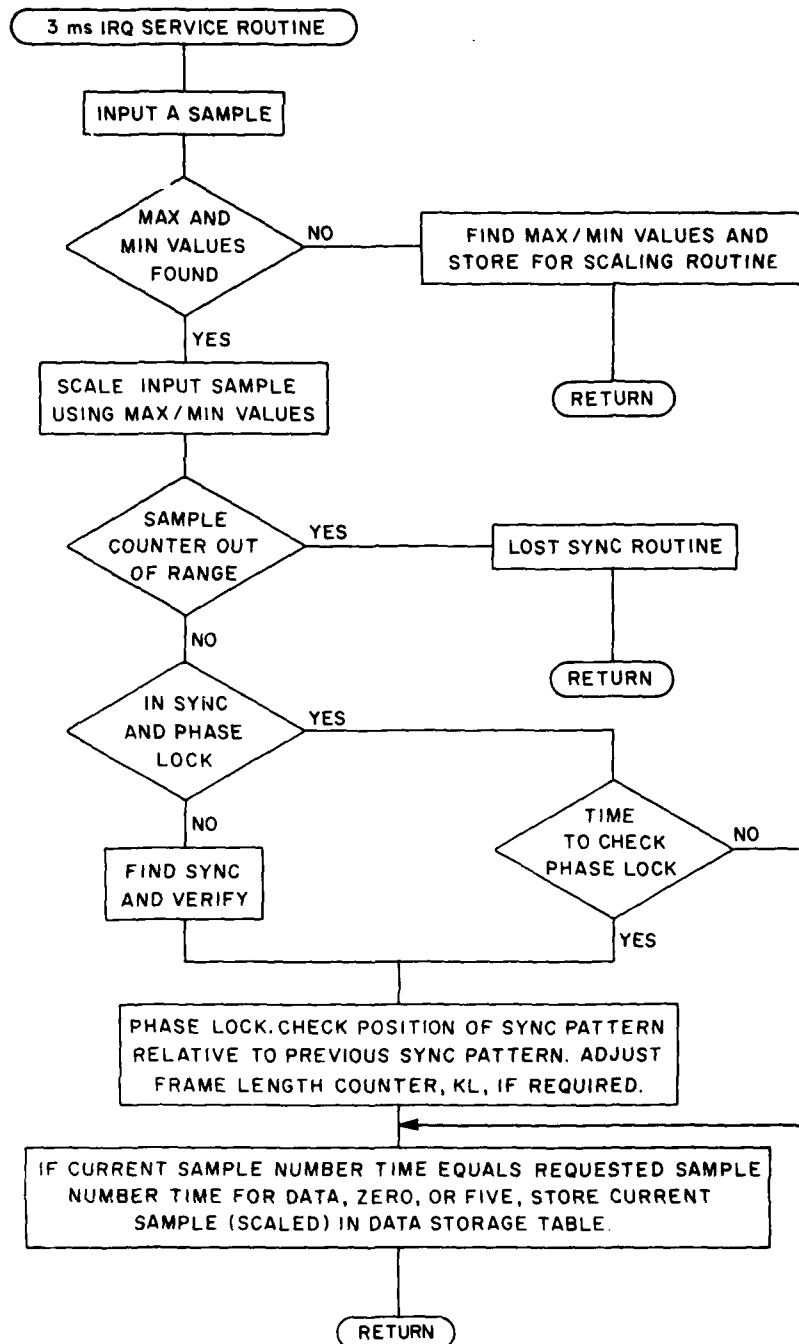 3 ms IRQ SERVICE ROUTINE
INPUT A SAMPLE
MAX AND
MIN VALUES
FOUND
NO
FIND MAX/MIN VALUES AND
STORE FOR SCALING ROUTINE
RETURN
YES
SCALE INPUT SAMPLE
USING MAX/MIN VALUES
SAMPLE
COUNTER OUT
OF RANGE
YES
LOST SYNC ROUTINE
RETURN
NO
IN SYNC
AND PHASE
LOCK
YES
TIME
TO CHECK
PHASE LOCK
NO
YES
NO
FIND SYNC
AND VERIFY
PHASE LOCK. CHECK POSITION OF SYNC PATTERN
RELATIVE TO PREVIOUS SYNC PATTERN. ADJUST
FRAME LENGTH COUNTER, KL, IF REQUIRED.
IF CURRENT SAMPLE NUMBER TIME EQUALS REQUESTED SAMPLE
NUMBER TIME FOR DATA, ZERO, OR FIVE, STORE CURRENT
SAMPLE (SCALED) IN DATA STORAGE TABLE.
RETURN